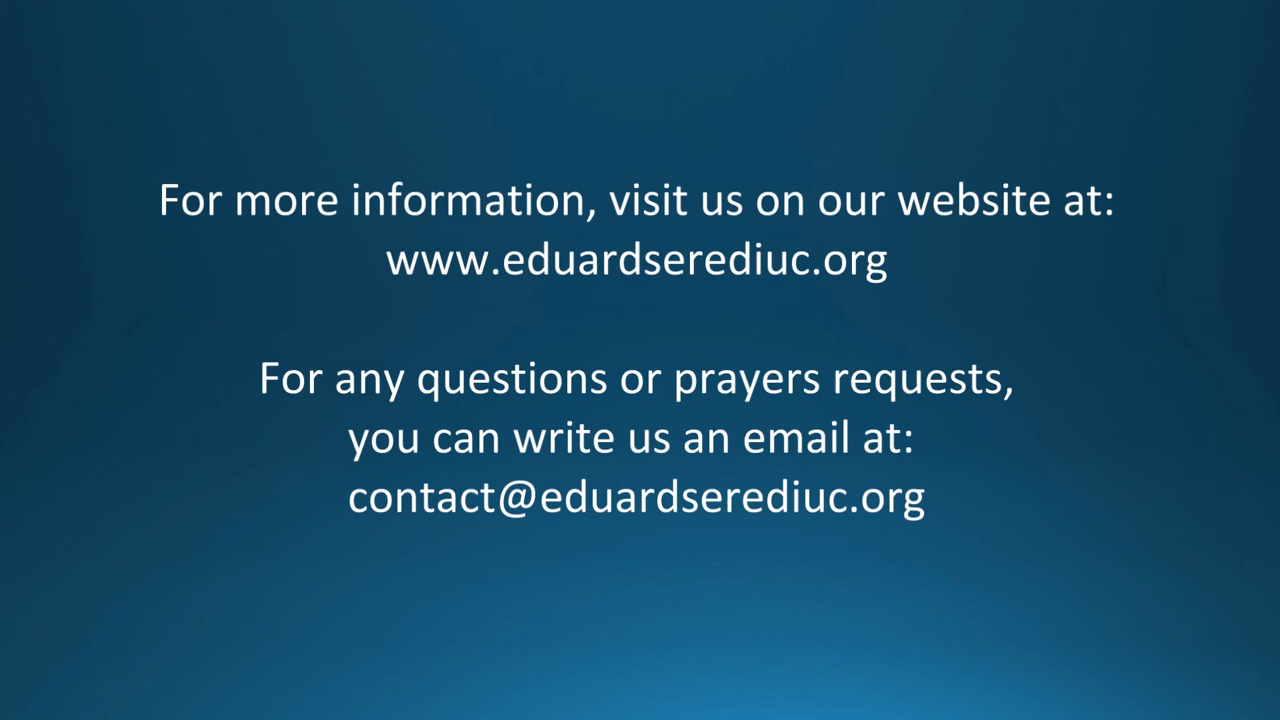 For more information, visit us on our website at:
www.eduardserediuc.org
For any questions or prayers requests,
you can write us an email at:
contact@eduardserediuc.org